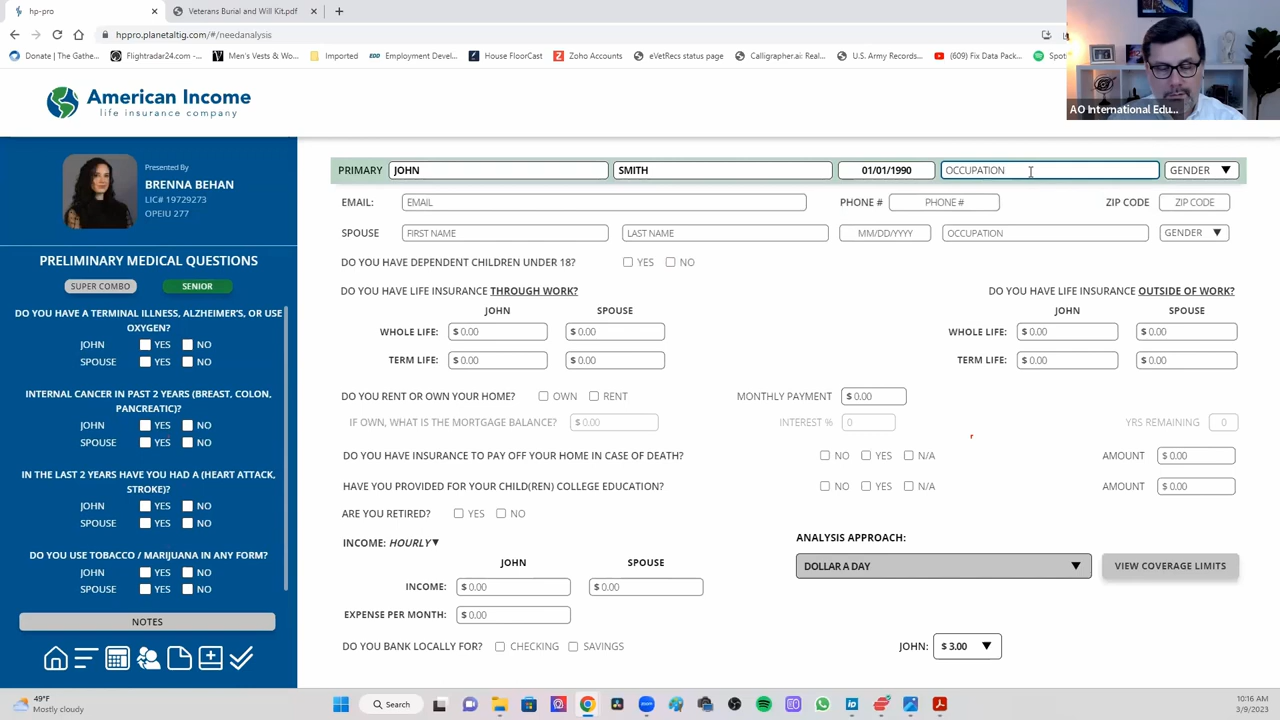 hp-pro
Veterans Burial and Will Kit.pdf
hppro.planetaltig.com/#/needanalysis
Donate | The Gathe...
Flightradar24.com -...
Men's Vests & Wo...
Imported
EDD Employment Devel...
House FloorCast
Zoho Accounts
eVetRecs status page
Calligrapher.ai: Real...
U.S. Army Records...
(609) Fix Data Pack...
AO International Edu...
American Income
life insurance company
Presented By
BRENNA BEHAN
LIC# 19729273
OPEIU 277
PRELIMINARY MEDICAL QUESTIONS
SUPER COMBO SENIOR
DO YOU HAVE A TERMINAL ILLNESS, ALZHEIMER'S, OR USE
OXYGEN?
JOHN YES NO
SPOUSE YES NO
INTERNAL CANCER IN PAST 2 YEARS (BREAST, COLON,
PANCREATIC)?
JOHN YES NO
SPOUSE YES NO
IN THE LAST 2 YEARS HAVE YOU HAD A (HEART ATTACK,
STROKE)?
JOHN YES NO
SPOUSE YES NO
DO YOU USE TOBACCO / MARIJUANA IN ANY FORM?
JOHN YES NO
SPOUSE YES NO
NOTES
PRIMARY JOHN SMITH 01/01/1990 OCCUPATION GENDER
EMAIL: EMAIL PHONE # PHONE # ZIP CODE ZIP CODE
SPOUSE FIRST NAME LAST NAME MM/DD/YYYY OCCUPATION GENDER
DO YOU HAVE DEPENDENT CHILDREN UNDER 18? YES NO
DO YOU HAVE LIFE INSURANCE THROUGH WORK? DO YOU HAVE LIFE INSURANCE OUTSIDE OF WORK?
JOHN SPOUSE JOHN SPOUSE
WHOLE LIFE: $ 0.00 $ 0.00 WHOLE LIFE: $ 0.00 $ 0.00
TERM LIFE: $ 0.00 $ 0.00 TERM LIFE: $ 0.00 $ 0.00
DO YOU RENT OR OWN YOUR HOME? OWN RENT MONTHLY PAYMENT $ 0.00
IF OWN, WHAT IS THE MORTGAGE BALANCE? $ 0.00 INTEREST % 0 YRS REMAINING 0
DO YOU HAVE INSURANCE TO PAY OFF YOUR HOME IN CASE OF DEATH? NO YES N/A AMOUNT $ 0.00
HAVE YOU PROVIDED FOR YOUR CHILD(REN) COLLEGE EDUCATION? NO YES N/A AMOUNT $ 0.00
ARE YOU RETIRED? YES NO
INCOME: HOURLY ANALYSIS APPROACH:
JOHN SPOUSE DOLLAR A DAY VIEW COVERAGE LIMITS
INCOME: $ 0.00 $ 0.00
EXPENSE PER MONTH: $ 0.00
DO YOU BANK LOCALLY FOR? CHECKING SAVINGS JOHN: $ 3.00
49°F
Mostly cloudy
Search
10:16 AM
3/9/2023